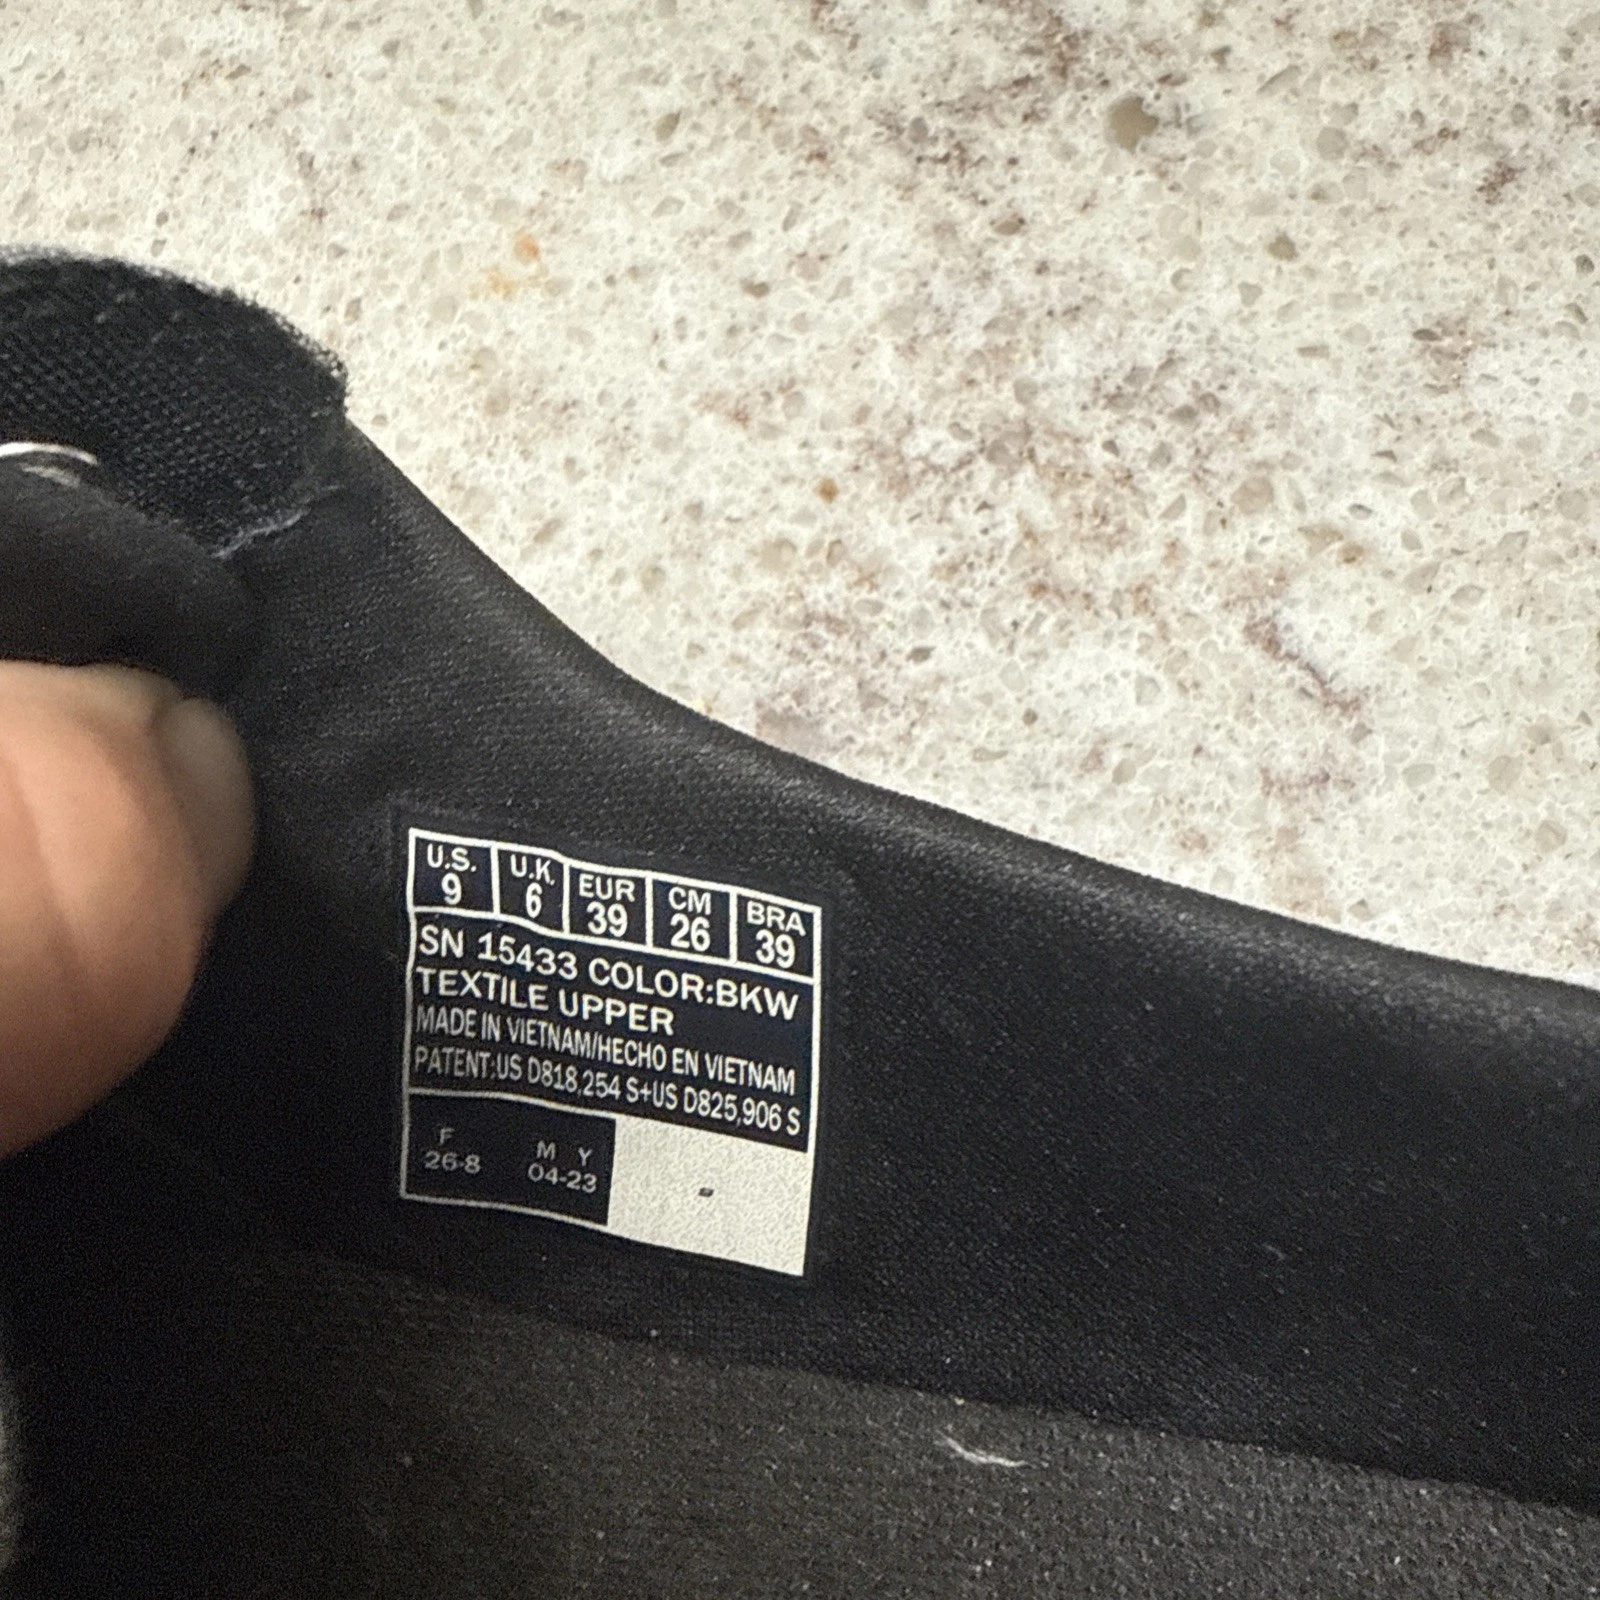 U.S. U.K. EUR CM BRA
9 6 39 26 39
SN 15433 COLOR:BKW
TEXTILE UPPER
MADE IN VIETNAM/HECHO EN VIETNAM
PATENT:US D818,254 S+US D825,906 S
F M Y
26-8 04-23